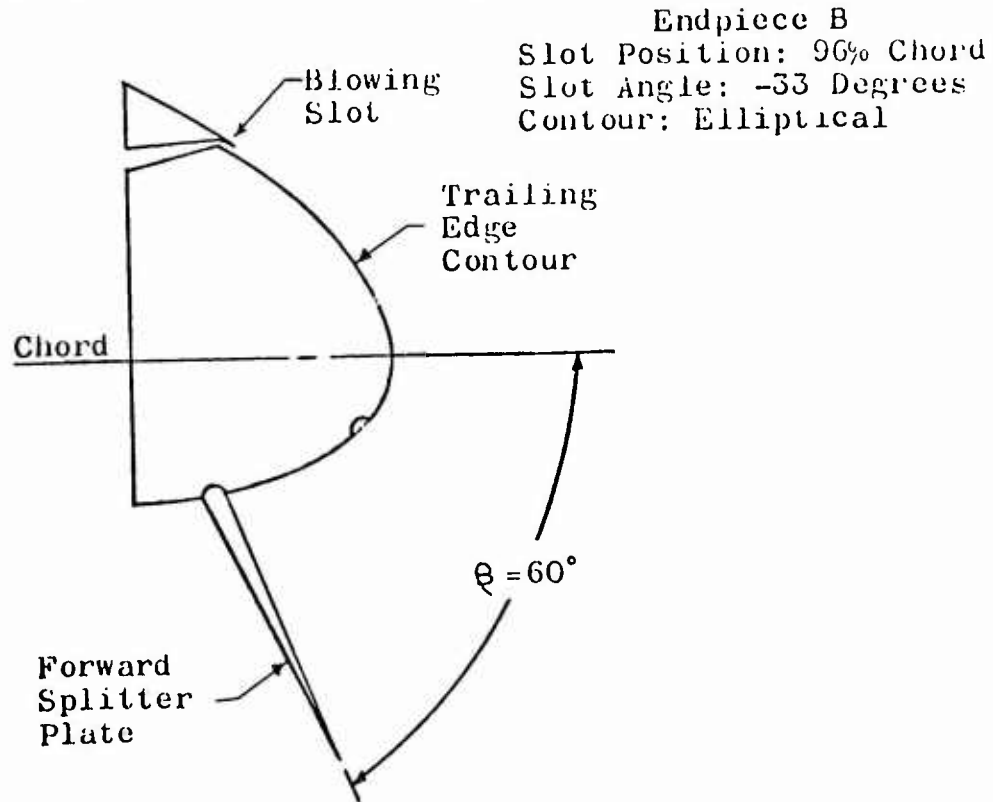 Endpiece B
Slot Position: 96% Chord
Slot Angle: -33 Degrees
Contour: Elliptical
Blowing
Slot
Trailing
Edge
Contour
Chord
β = 60°
Forward
Splitter
Plate